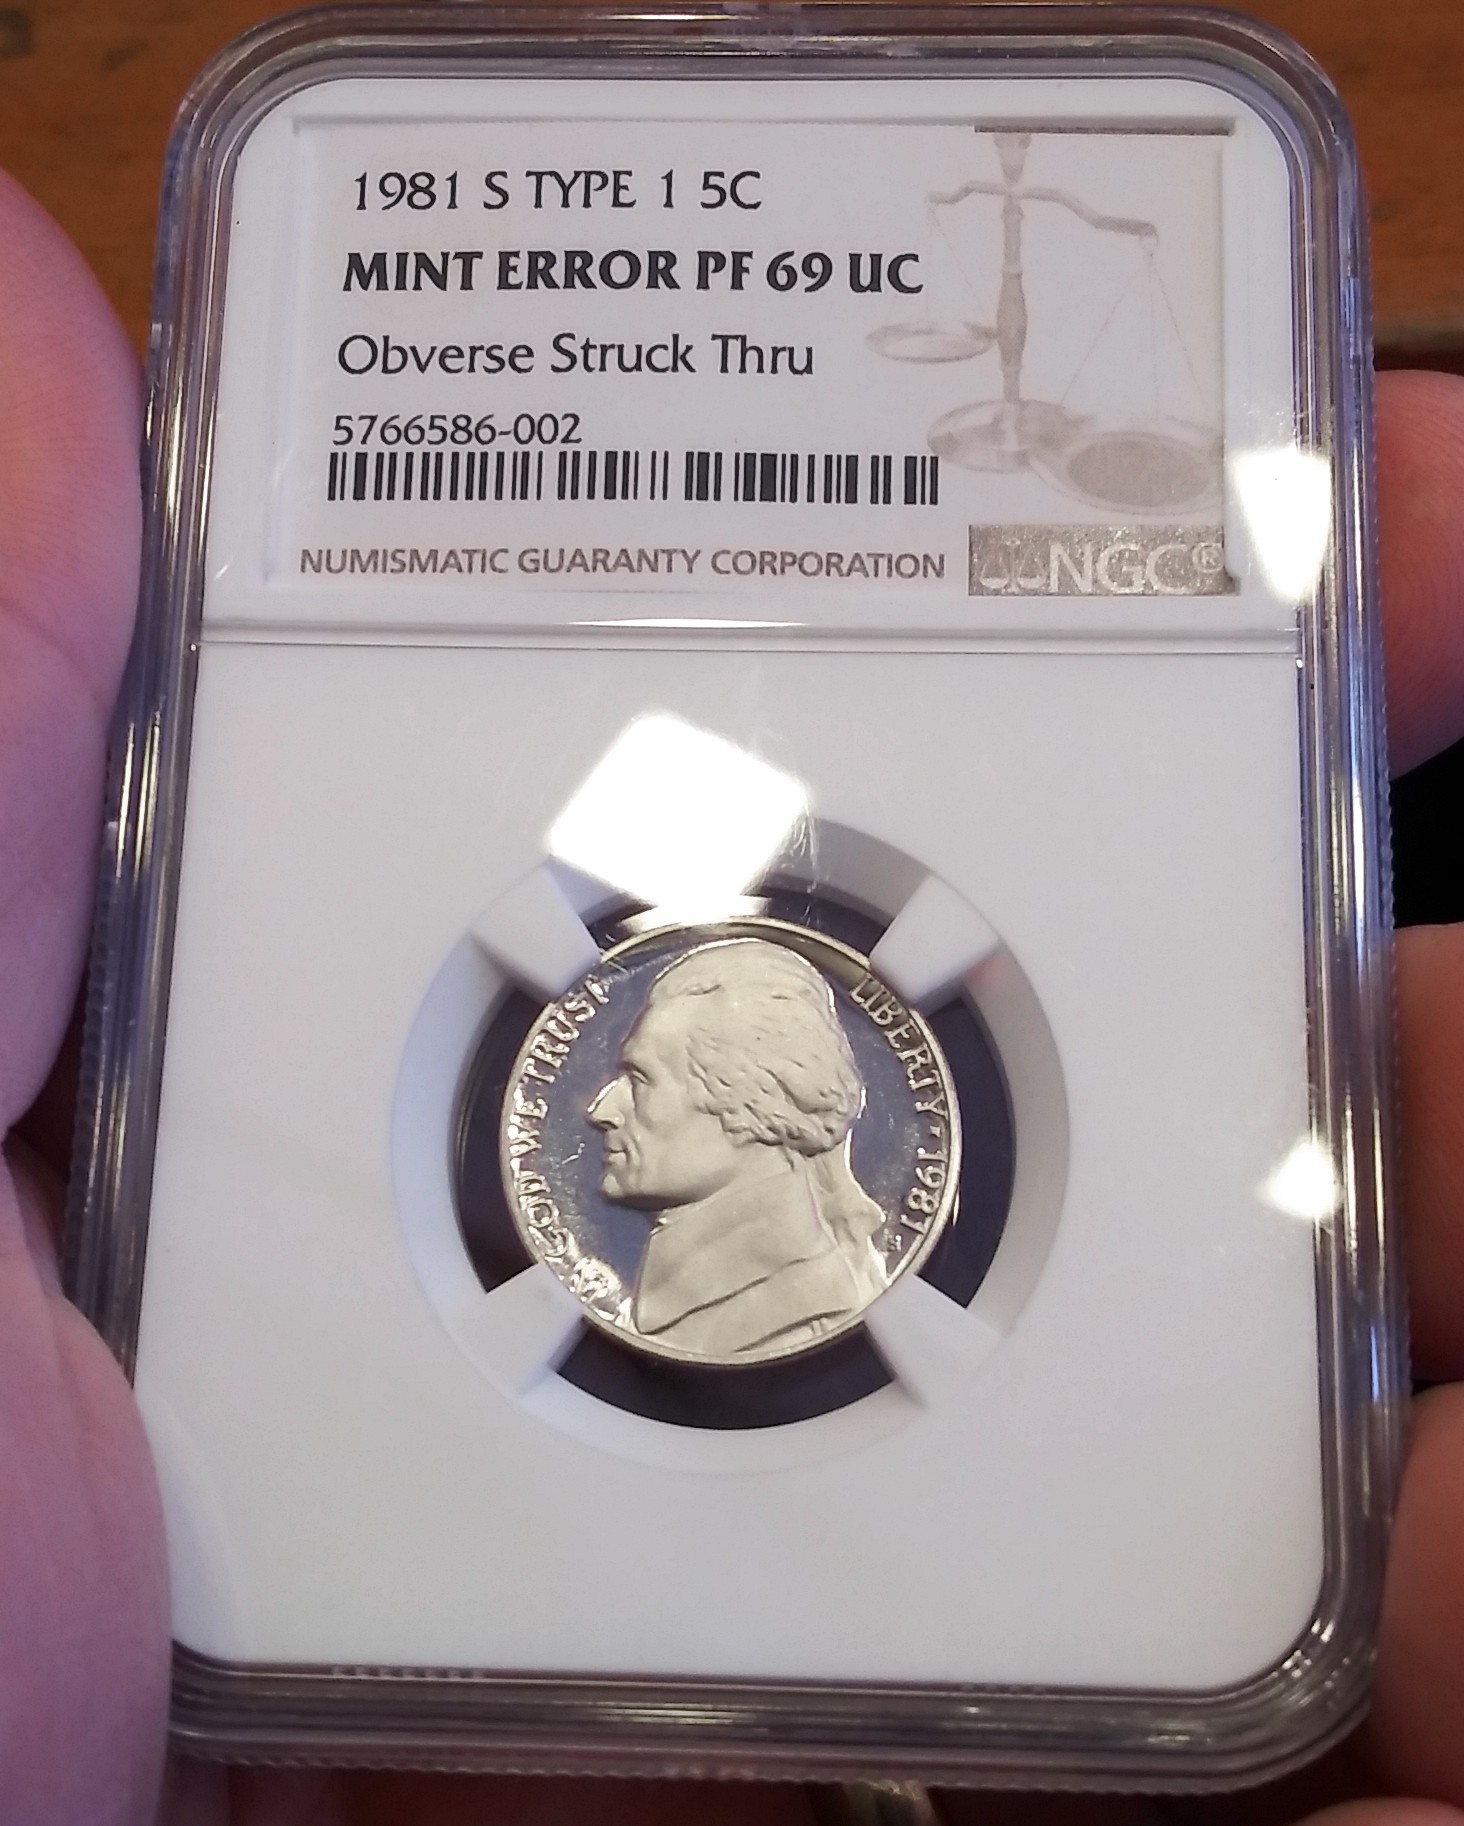 1981 S TYPE 1 5C
MINT ERROR PF 69 UC
Obverse Struck Thru
5766586-002
NUMISMATIC GUARANTY CORPORATION
NGC®
IN GOD WE TRUST
LIBERTY · 1981
S